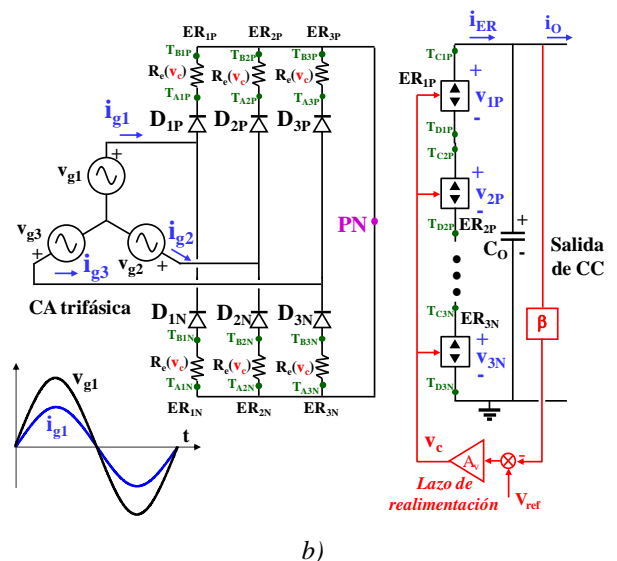 ER1P ER2P ER3P
TB1P TB2P TB3P
Re(vc) Re(vc) Re(vc)
TA1P TA2P TA3P
D1P D2P D3P
ig1
+
vg1
vg3
+
ig3
vg2
+
ig2
CA trifásica
PN
D1N D2N D3N
TB1N TB2N TB3N
Re(vc) Re(vc) Re(vc)
TA1N TA2N TA3N
ER1N ER2N ER3N
vg1
ig1
t
iER iO
TC1P
ER1P
+
v1P
-
TD1P
TC2P
+
v2P
-
TD2P
ER2P
CO
+
-
Salida
de CC
TC3N
ER3N
+
v3N
-
TD3N
β
vc
Av
-
Lazo de
realimentación
Vref
b)